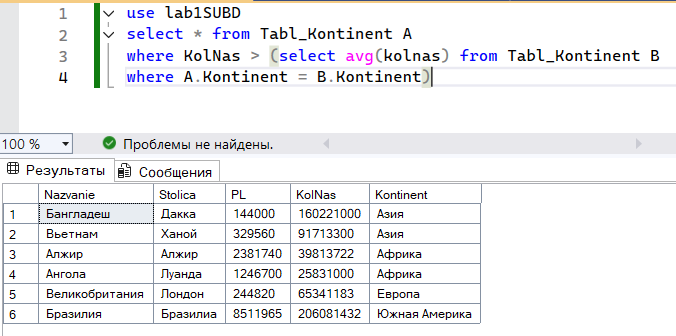 1 use lab1SUBD
2 select * from Tabl_Kontinent A
3 where KolNas > (select avg(kolnas) from Tabl_Kontinent B
4 where A.Kontinent = B.Kontinent)
100 % Проблемы не найдены.
Результаты Сообщения
Nazvanie Stolica PL KolNas Kontinent
1 Бангладеш Дакка 144000 160221000 Азия
2 Вьетнам Ханой 329560 91713300 Азия
3 Алжир Алжир 2381740 39813722 Африка
4 Ангола Луанда 1246700 25831000 Африка
5 Великобритания Лондон 244820 65341183 Европа
6 Бразилия Бразилиа 8511965 206081432 Южная Америка